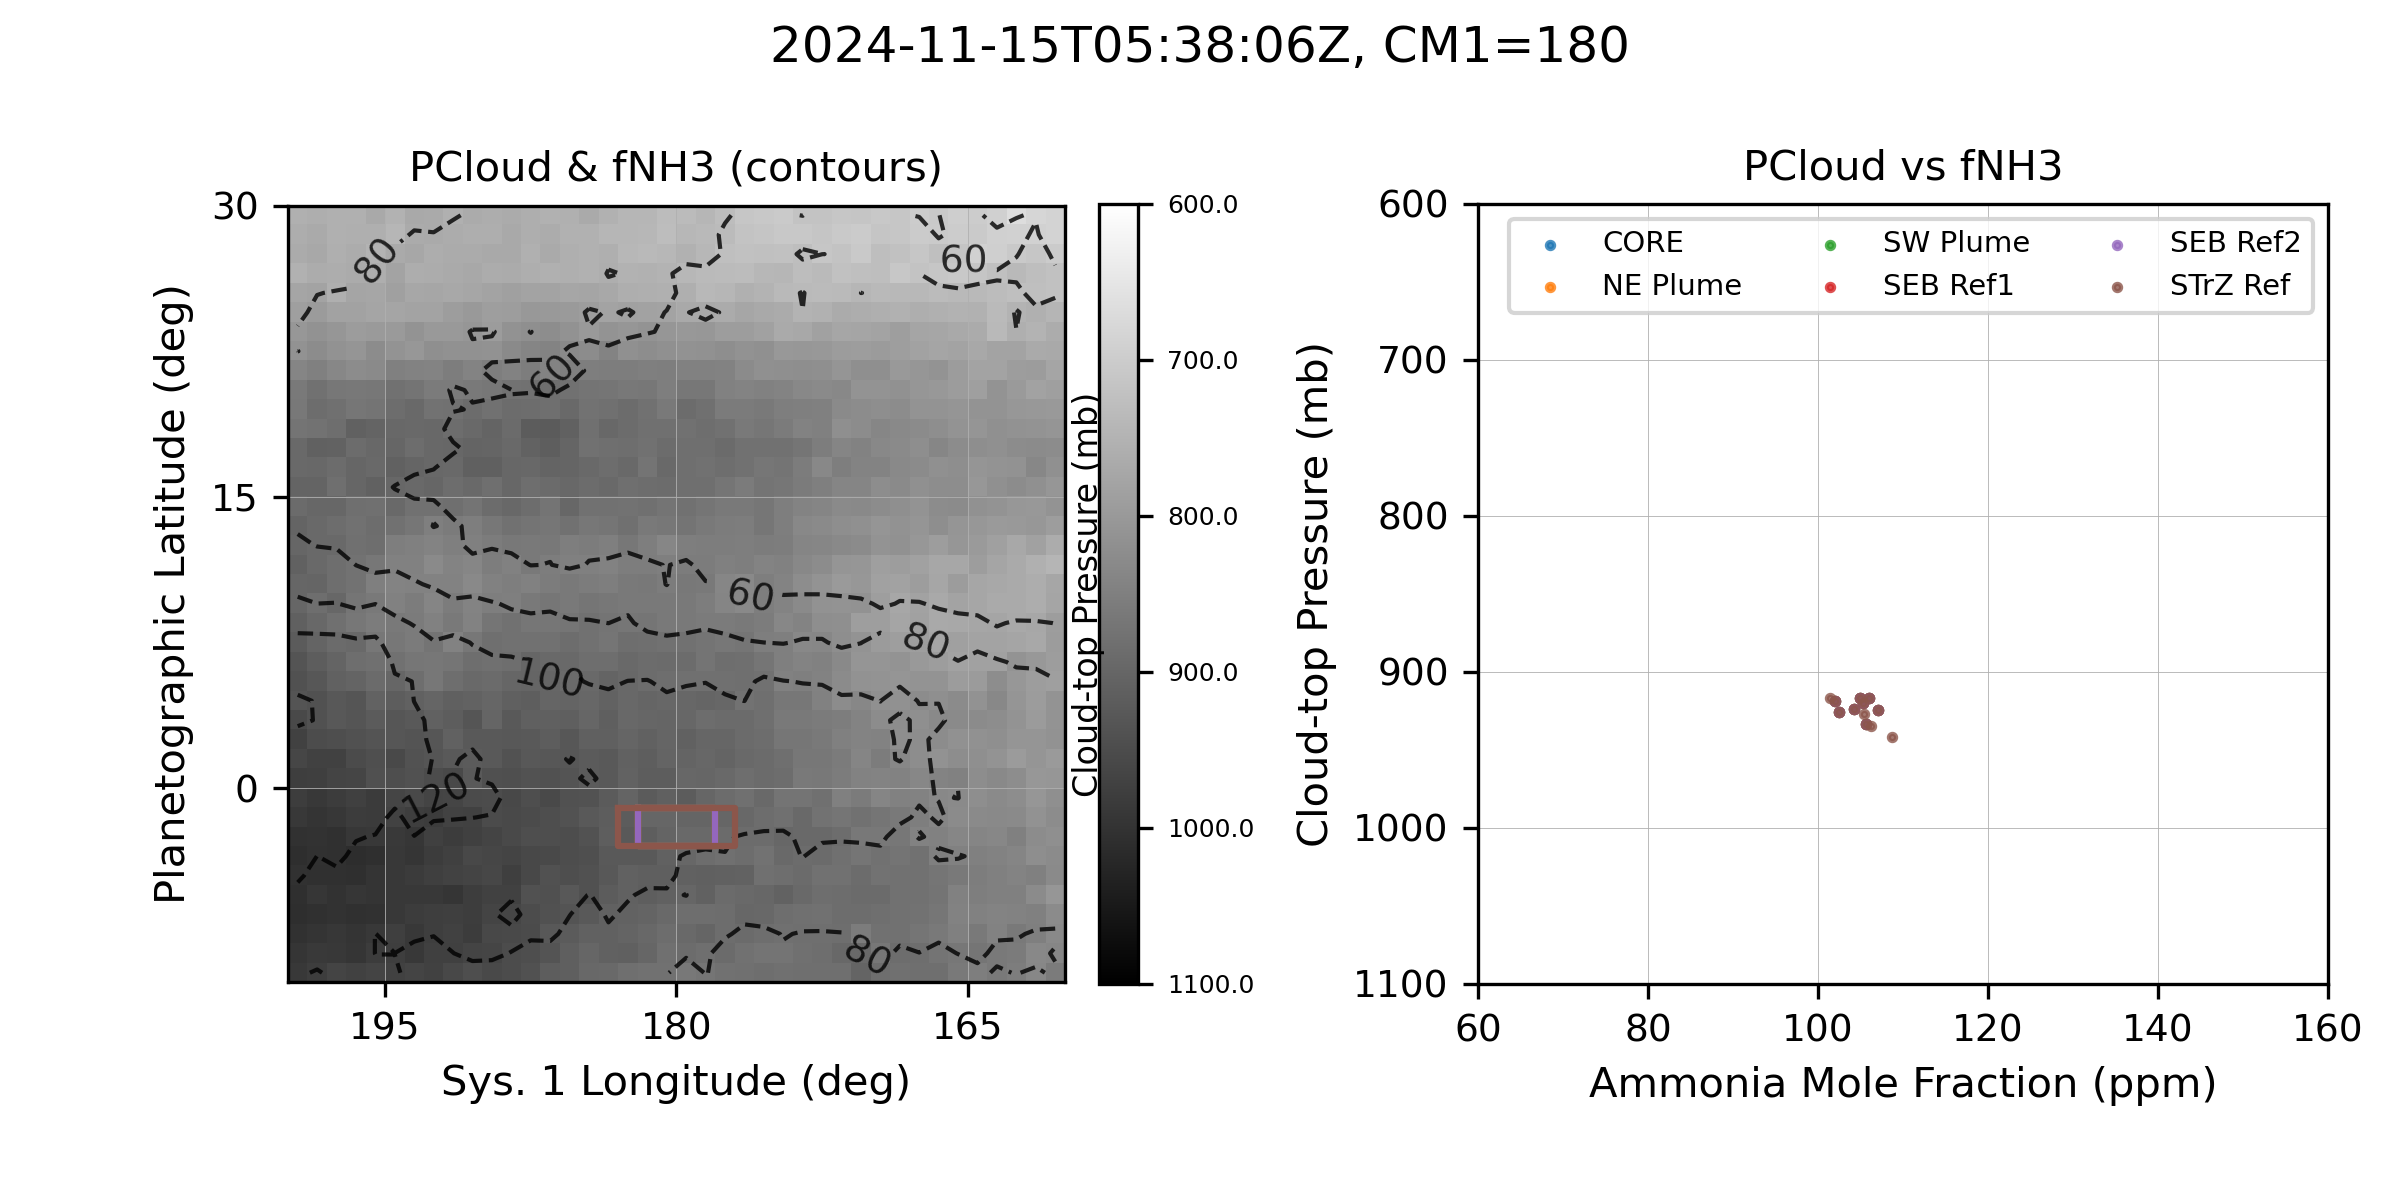 2024-11-15T05:38:06Z, CM1=180
PCloud & fNH3 (contours)
30
15
0
Planetographic Latitude (deg)
80
60
60
60
80
100
120
80
195
180
165
Sys. 1 Longitude (deg)
Cloud-top Pressure (mb)
600.0
700.0
800.0
900.0
1000.0
1100.0
PCloud vs fNH3
CORE
NE Plume
SW Plume
SEB Ref1
SEB Ref2
STrZ Ref
600
700
800
900
1000
1100
Cloud-top Pressure (mb)
60
80
100
120
140
160
Ammonia Mole Fraction (ppm)